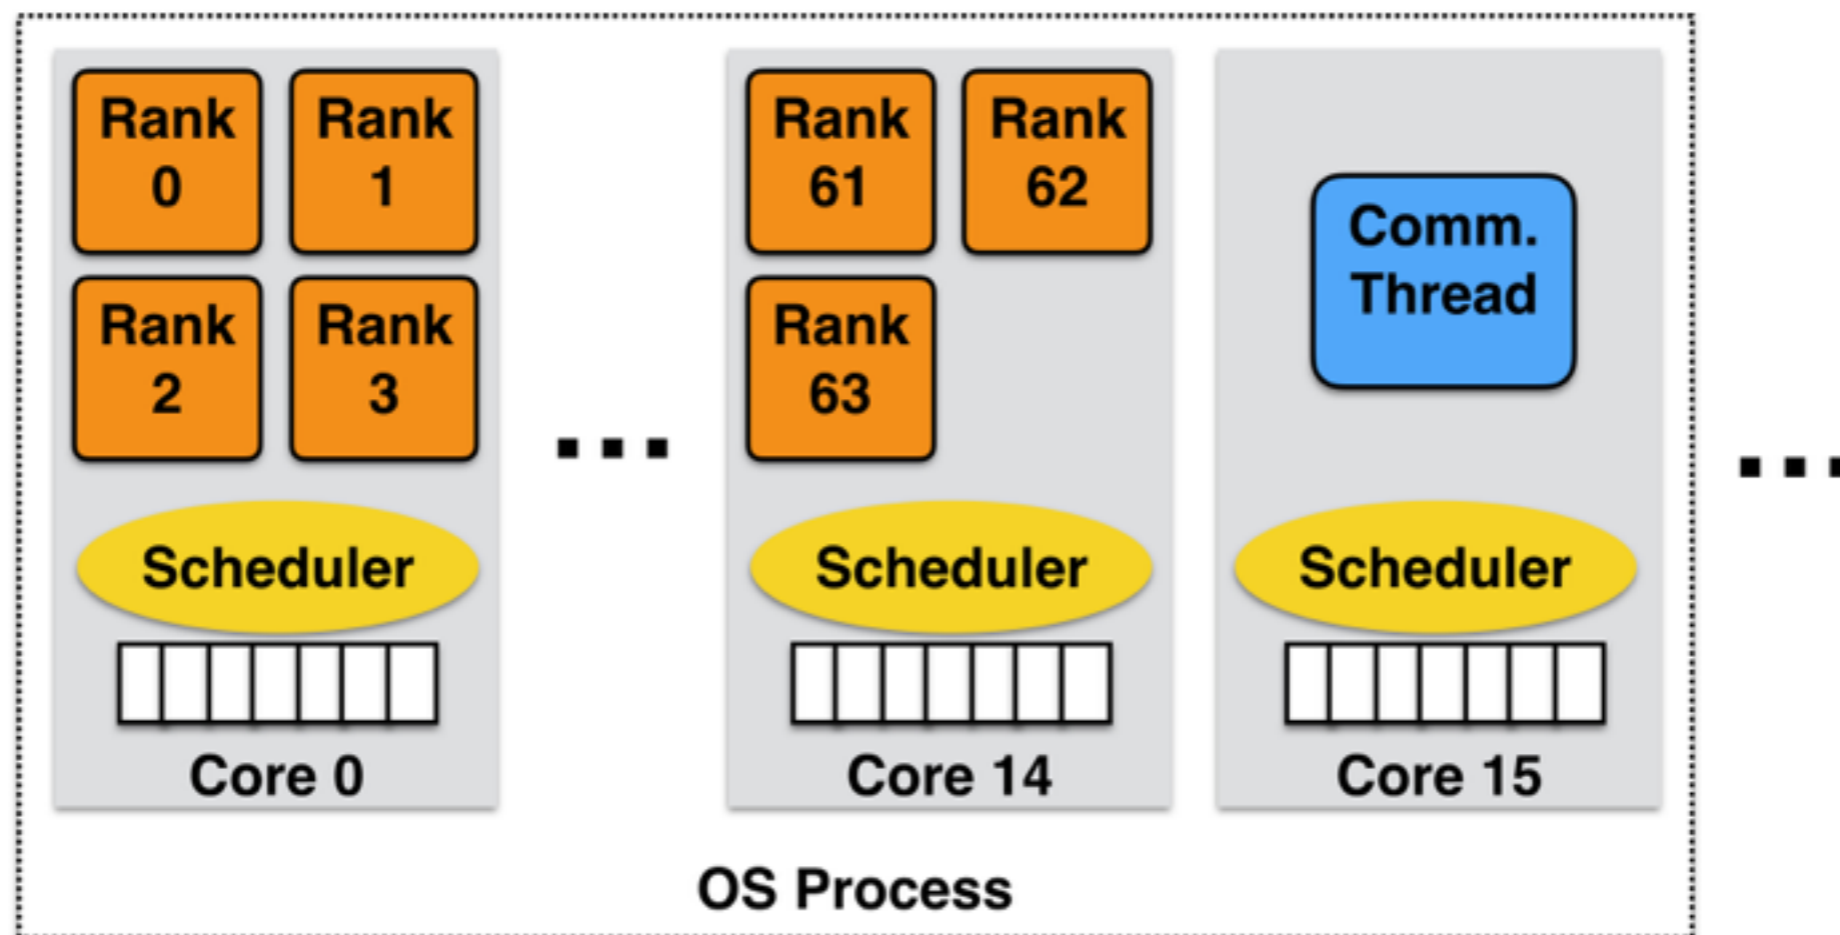 Rank
0
Rank
1
Rank
2
Rank
3
Scheduler
Core 0
...
Rank
61
Rank
62
Rank
63
Scheduler
Core 14
Comm.
Thread
Scheduler
Core 15
...
OS Process